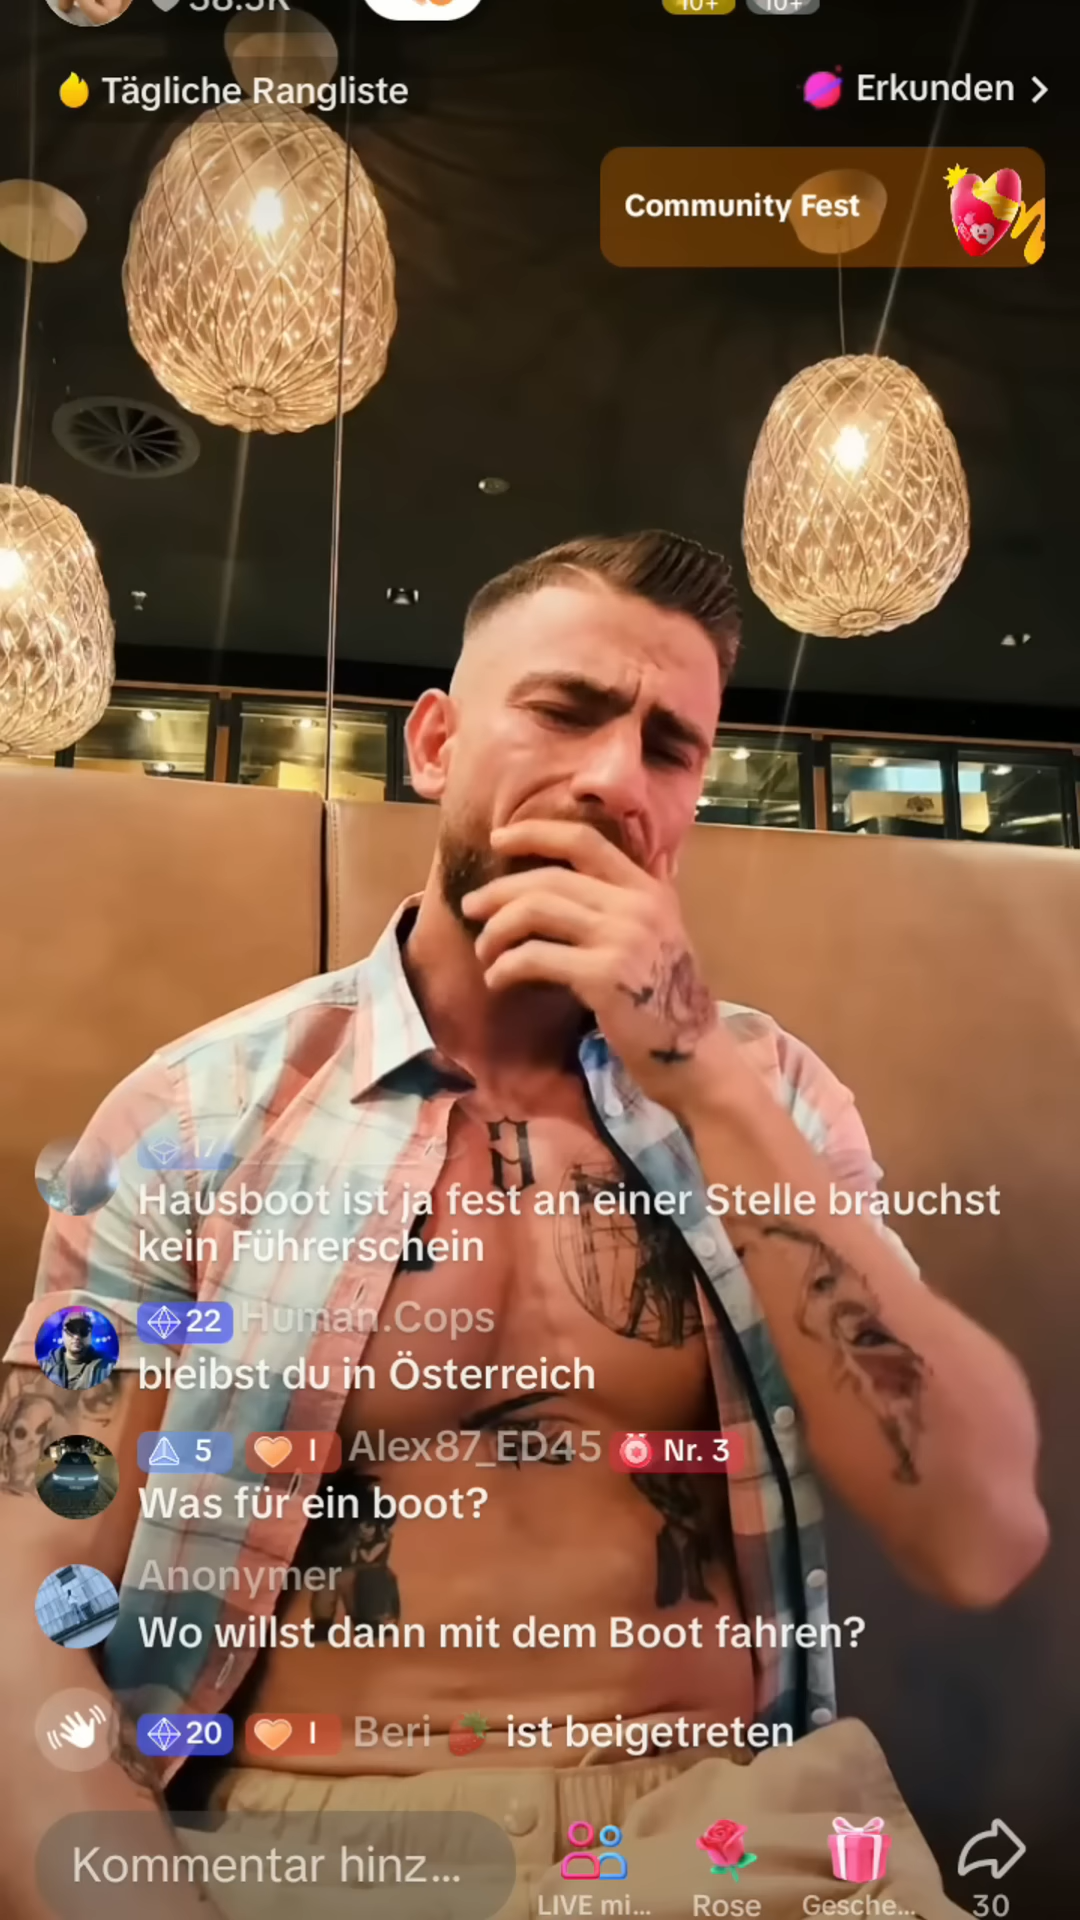 Tägliche Rangliste
Erkunden
Community Fest
17
Hausboot ist ja fest an einer Stelle brauchst
kein Führerschein
22 Human.Cops
bleibst du in Österreich
5 I Alex87_ED45 Nr. 3
Was für ein boot?
Anonymer
Wo willst dann mit dem Boot fahren?
20 I Beri ist beigetreten
Kommentar hinz...
LIVE mi...
Rose
Gesche...
30